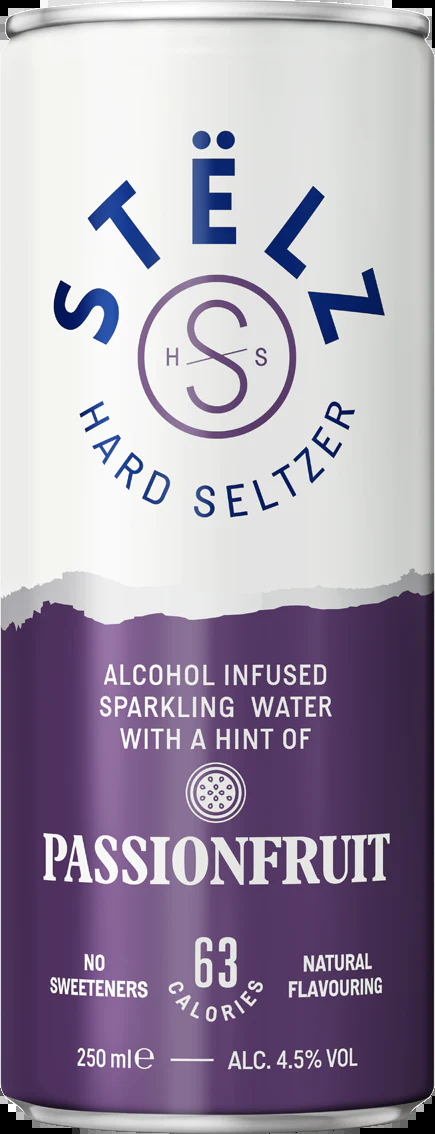 STËLZ
H S S
HARD SELTZER
ALCOHOL INFUSED
SPARKLING WATER
WITH A HINT OF
PASSIONFRUIT
NO
SWEETENERS
63
CALORIES
NATURAL
FLAVOURING
250 ml℮ — ALC. 4.5% VOL